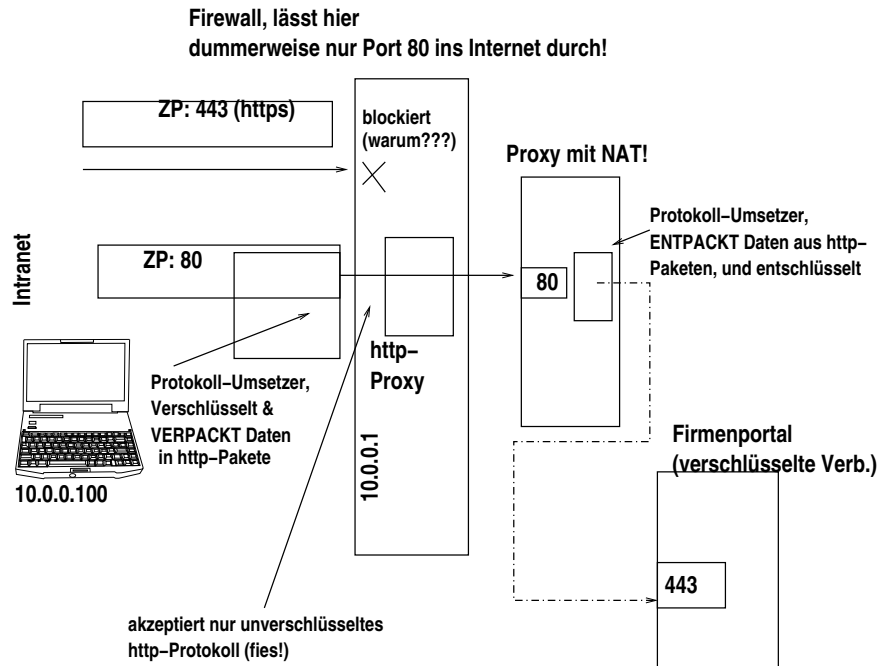 Firewall, lässt hier
dummerweise nur Port 80 ins Internet durch!
ZP: 443 (https)
blockiert
(warum???)
Proxy mit NAT!
Protokoll–Umsetzer,
ENTPACKT Daten aus http–
Paketen, und entschlüsselt
Intranet
ZP: 80
80
http–
Proxy
Protokoll–Umsetzer,
Verschlüsselt &
VERPACKT Daten
in http–Pakete
10.0.0.100
10.0.0.1
Firmenportal
(verschlüsselte Verb.)
443
akzeptiert nur unverschlüsseltes
http–Protokoll (fies!)